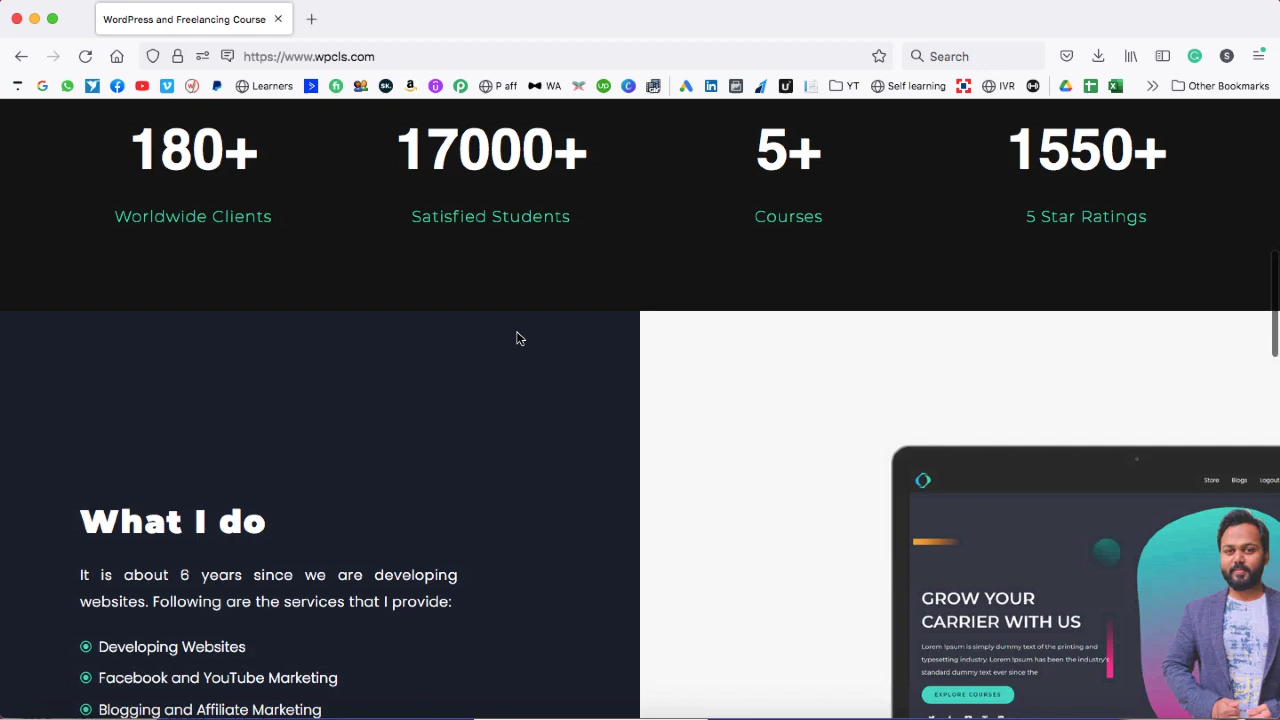 WordPress and Freelancing Course
https://www.wpcls.com
Search
Learners
P aff
WA
YT
Self learning
IVR
Other Bookmarks
180+ 17000+ 5+ 1550+
Worldwide Clients Satisfied Students Courses 5 Star Ratings
What I do
It is about 6 years since we are developing
websites. Following are the services that I provide:
Developing Websites
Facebook and YouTube Marketing
Blogging and Affiliate Marketing
Store Blogs Logout
GROW YOUR
CARRIER WITH US
Lorem Ipsum is simply dummy text of the printing and
typesetting industry. Lorem Ipsum has been the industry's
standard dummy text ever since the
EXPLORE COURSES